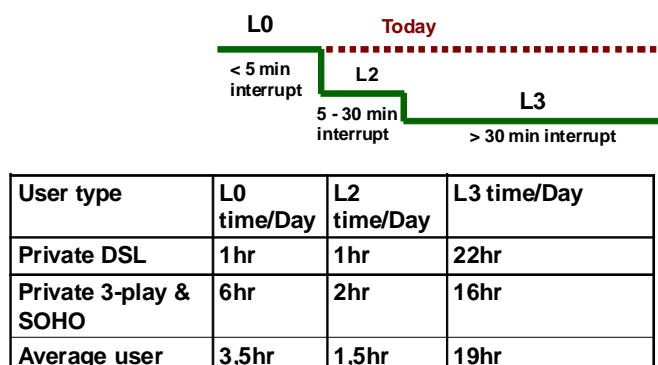 L0 Today
< 5 min
interrupt
L2
5 - 30 min
interrupt
L3
> 30 min interrupt
User type L0 time/Day L2 time/Day L3 time/Day
Private DSL 1hr 1hr 22hr
Private 3-play & SOHO 6hr 2hr 16hr
Average user 3,5hr 1,5hr 19hr